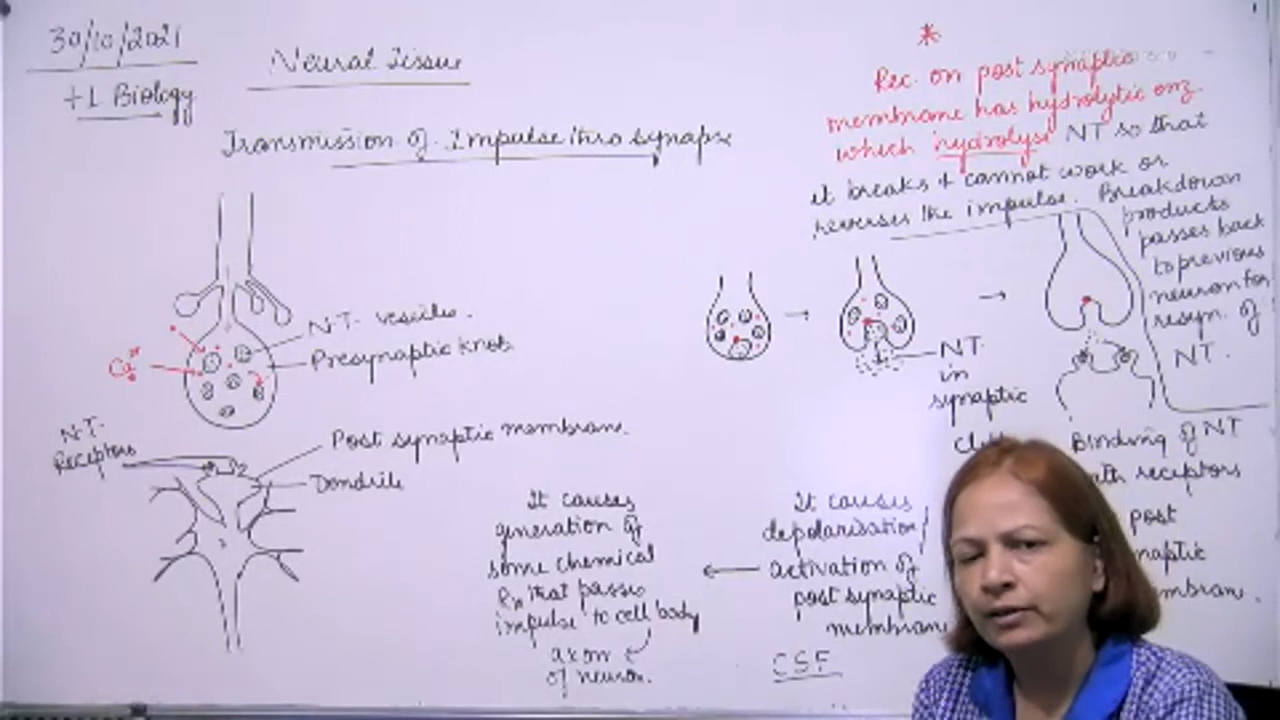 30/10/2021
+1 Biology
Neural Tissue
Transmission of Impulse thro synapse
N.T. vesicles.
Presynaptic knob
Ca
N.T.
Receptors
Post synaptic membrane
Dendrite
*
Rec. on post synaptic
membrane has hydrolytic enz.
which hydrolyse NT so that
it breaks & cannot work or
reverses the impulse. Breakdown
products
passes back
to previous
neuron for
resyn. of
NT.
NT
in
synaptic
Binding of NT
receptors
post
It causes
depolarisation/
activation of
post synaptic
membrane
It causes
generation of
some chemical
Rx that passes
impulse to cell body
axon
of neuron.
CSF